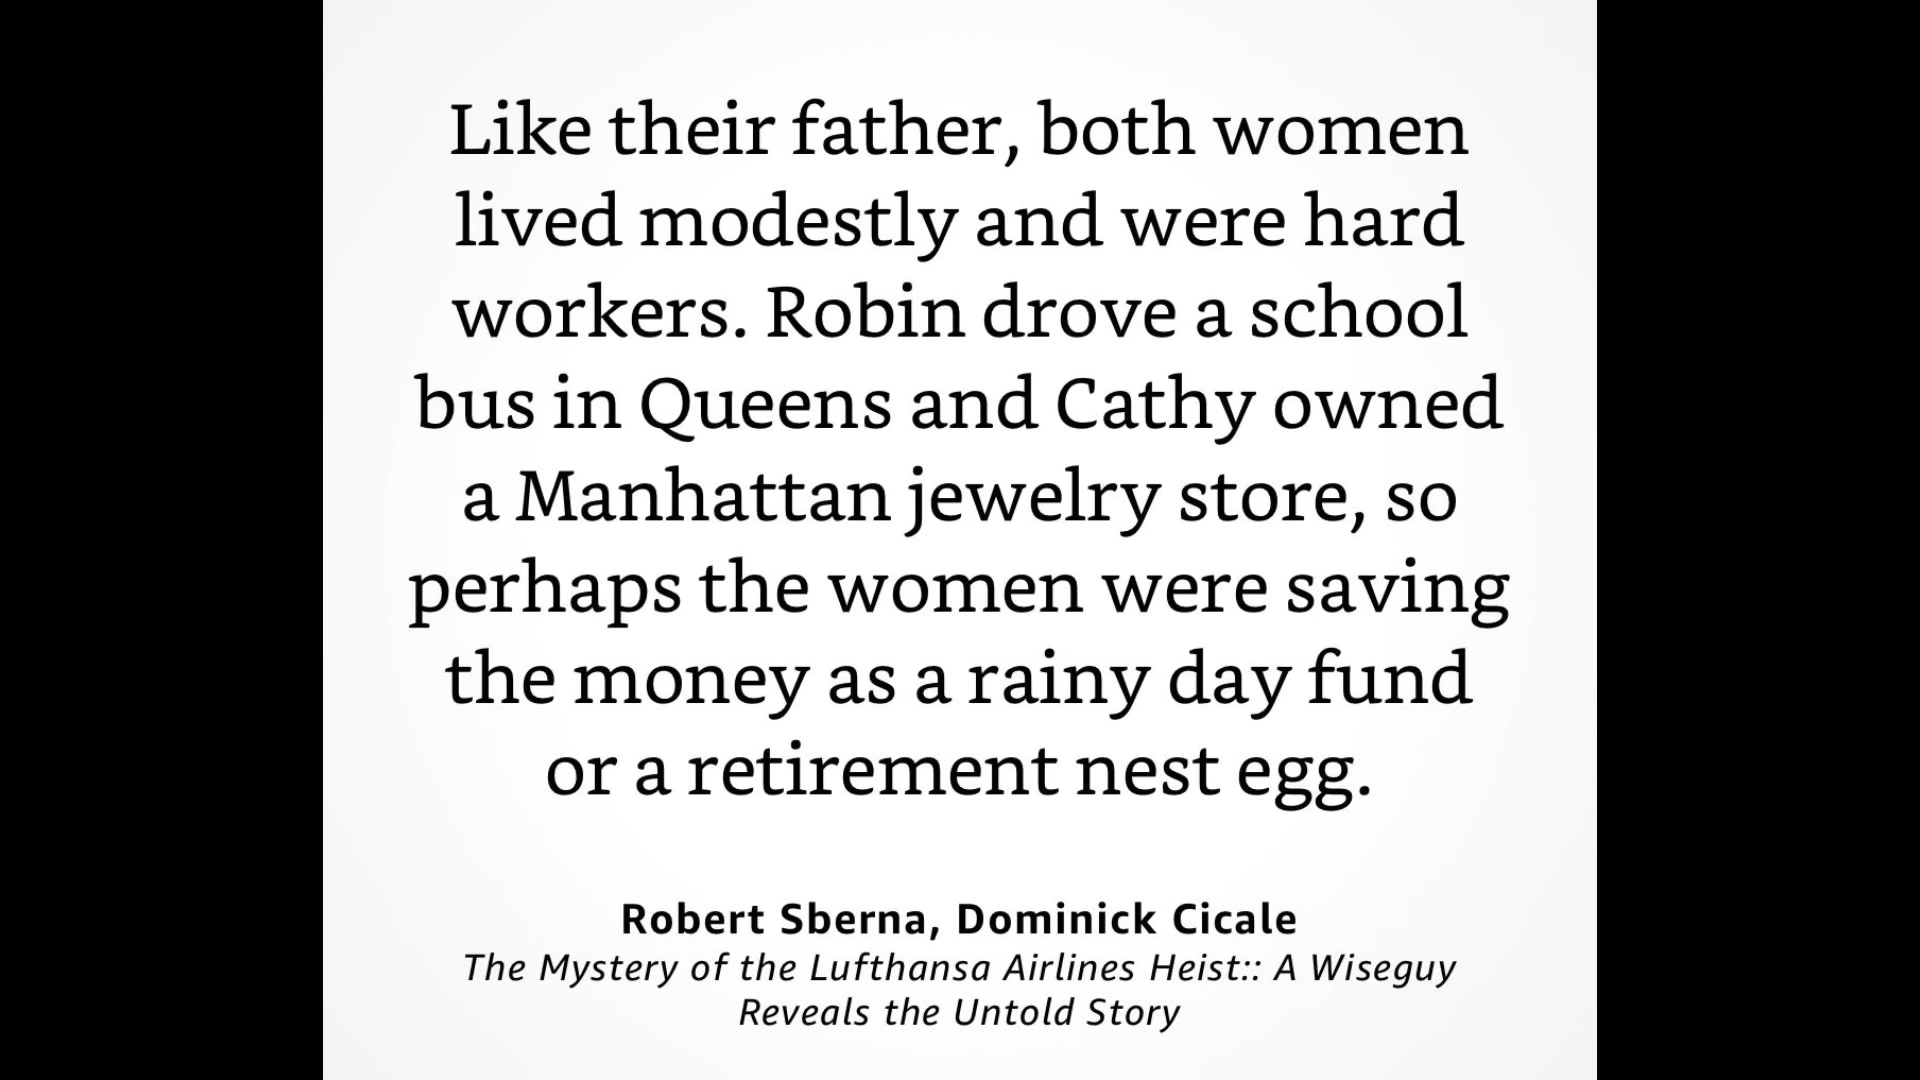 Like their father, both women
lived modestly and were hard
workers. Robin drove a school
bus in Queens and Cathy owned
a Manhattan jewelry store, so
perhaps the women were saving
the money as a rainy day fund
or a retirement nest egg.
Robert Sberna, Dominick Cicale
The Mystery of the Lufthansa Airlines Heist:: A Wiseguy
Reveals the Untold Story